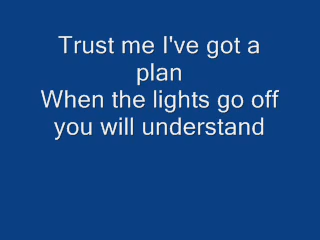 Trust me I've got a
plan
When the lights go off
you will understand